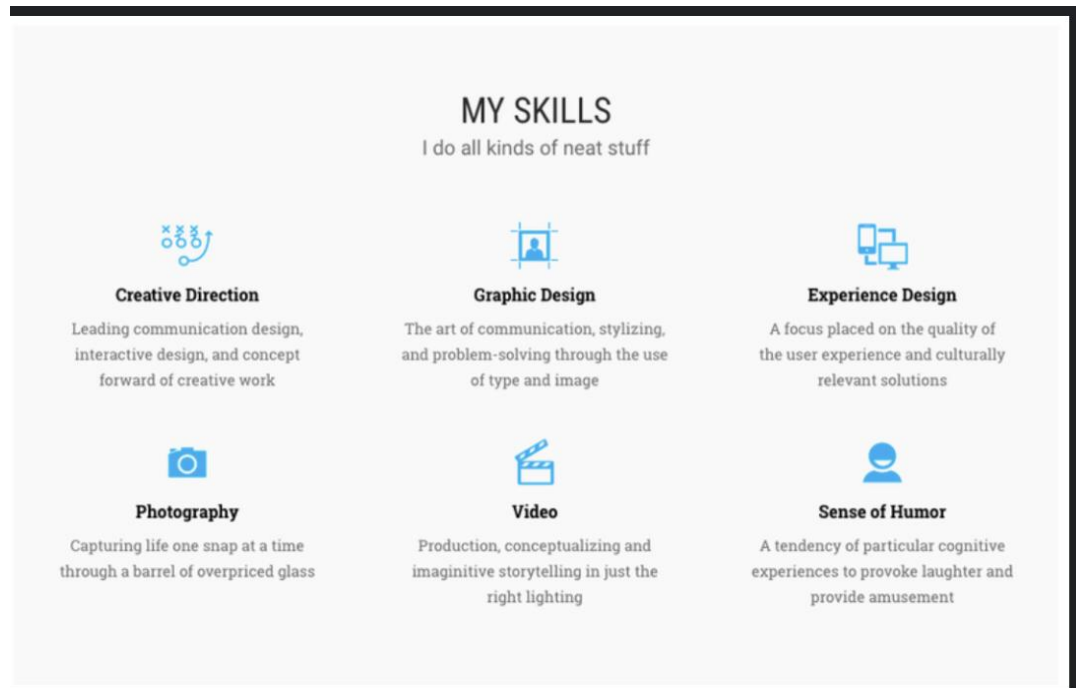 MY SKILLS
I do all kinds of neat stuff
Creative Direction
Leading communication design,
interactive design, and concept
forward of creative work
Graphic Design
The art of communication, stylizing,
and problem-solving through the use
of type and image
Experience Design
A focus placed on the quality of
the user experience and culturally
relevant solutions
Photography
Capturing life one snap at a time
through a barrel of overpriced glass
Video
Production, conceptualizing and
imaginitive storytelling in just the
right lighting
Sense of Humor
A tendency of particular cognitive
experiences to provoke laughter and
provide amusement